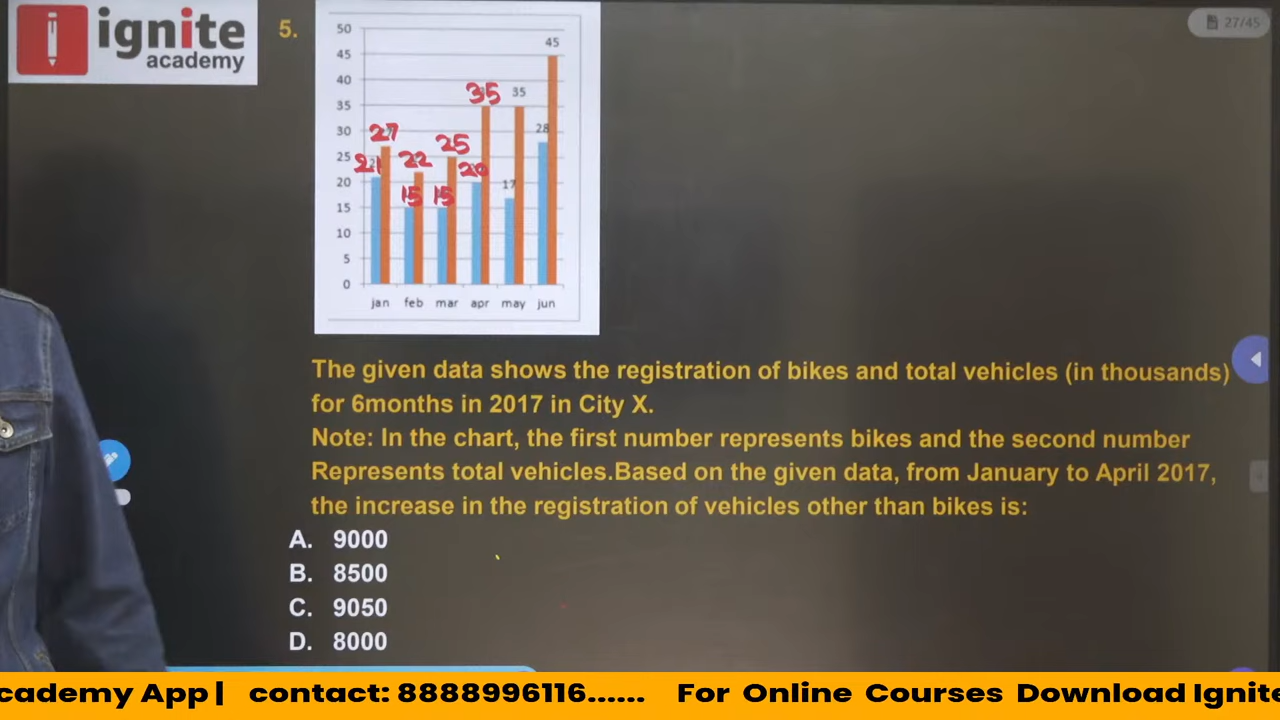 ignite
academy
5.
27/45
50
45
40
35
30
25
20
15
10
5
0
21 27
15 22
15 25
20 35
17 35
28 45
jan feb mar apr may jun
The given data shows the registration of bikes and total vehicles (in thousands)
for 6months in 2017 in City X.
Note: In the chart, the first number represents bikes and the second number
Represents total vehicles.Based on the given data, from January to April 2017,
the increase in the registration of vehicles other than bikes is:
A. 9000
B. 8500
C. 9050
D. 8000
cademy App | contact: 8888996116...... For Online Courses Download Ignite